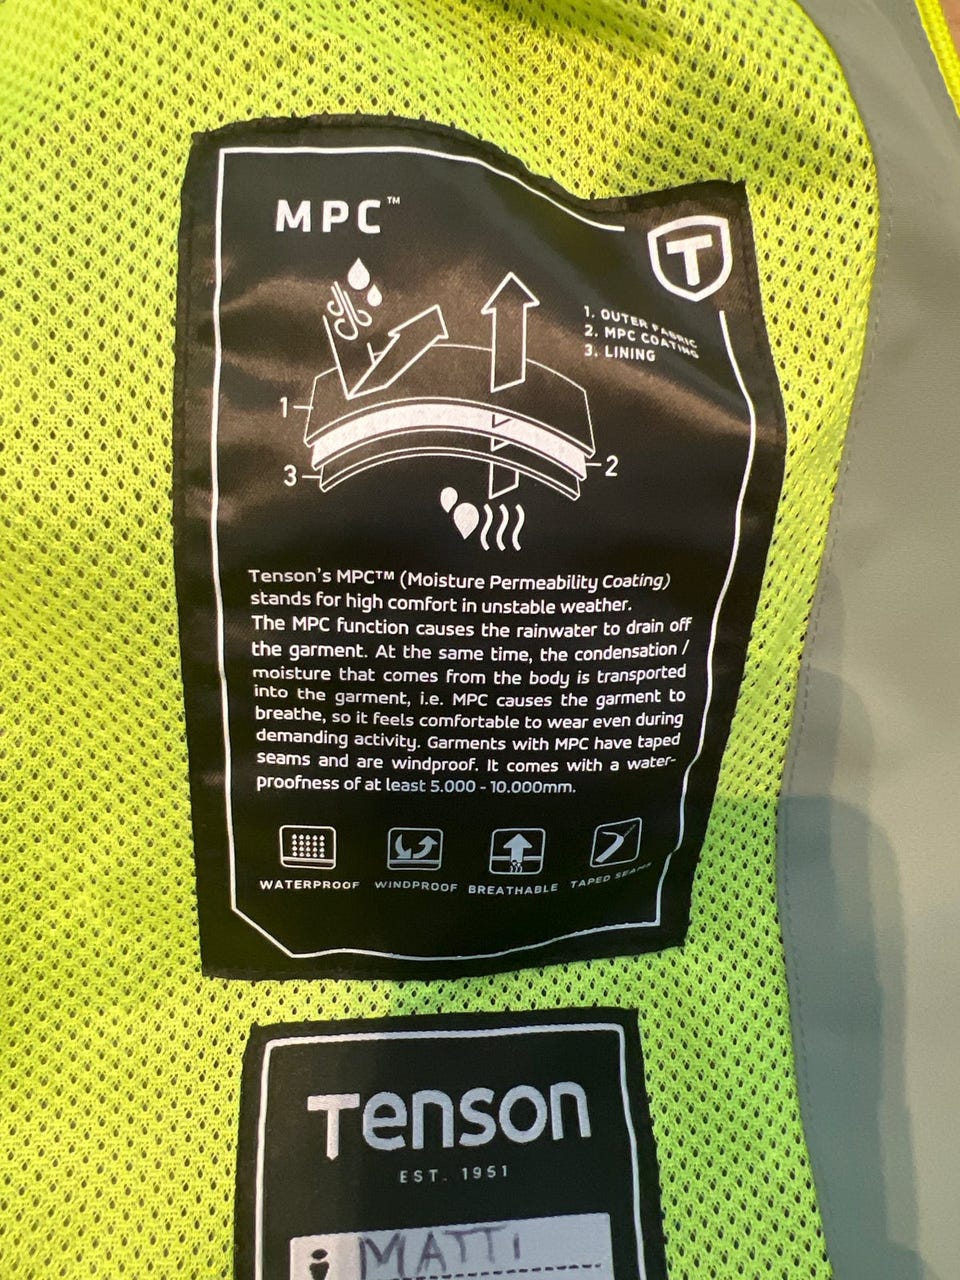 MPC™
T
1. OUTER FABRIC
2. MPC COATING
3. LINING
1
2
3
Tenson's MPC™ (Moisture Permeability Coating)
stands for high comfort in unstable weather.
The MPC function causes the rainwater to drain off
the garment. At the same time, the condensation /
moisture that comes from the body is transported
into the garment, i.e. MPC causes the garment to
breathe, so it feels comfortable to wear even during
demanding activity. Garments with MPC have taped
seams and are windproof. It comes with a water-
proofness of at least 5.000 - 10.000mm.
WATERPROOF WINDPROOF BREATHABLE TAPED SEAMS
Tenson
EST. 1951
MATTI